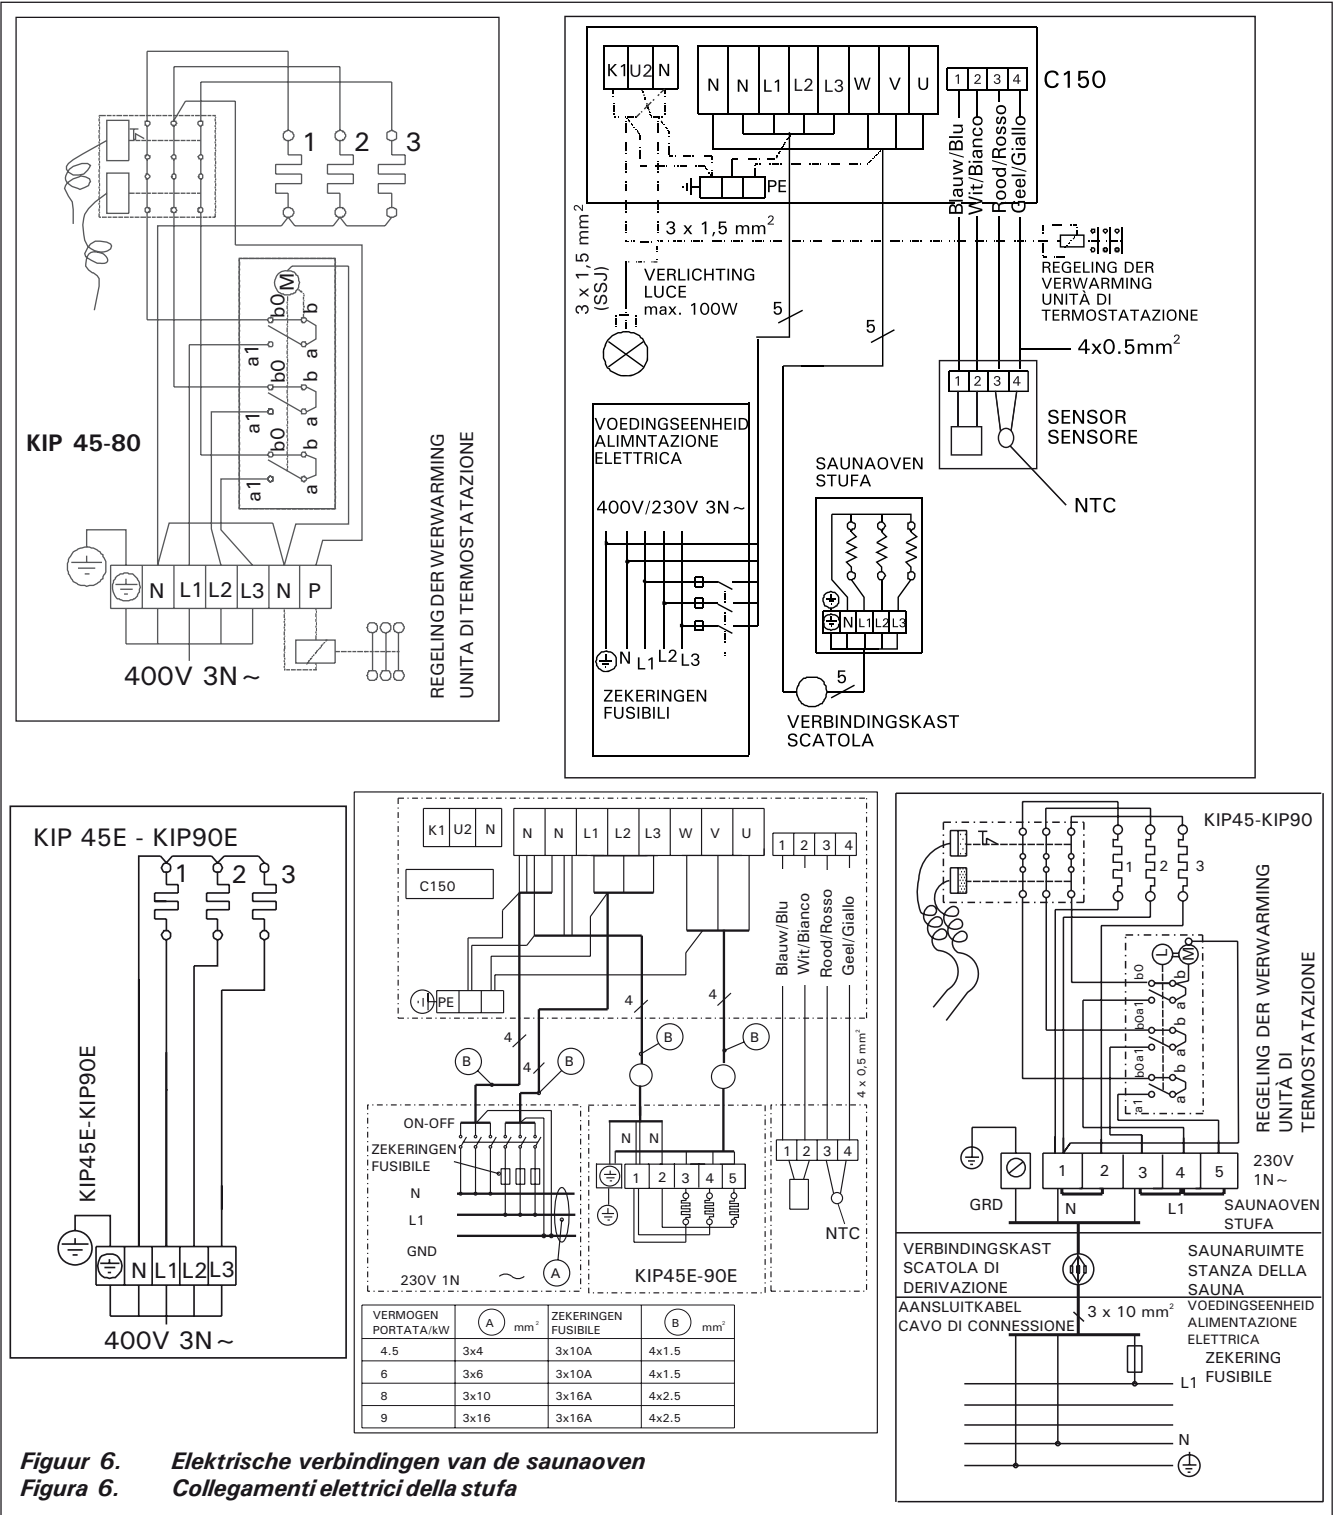 1
2
3
M
b0
b
a1
a
b0
b
a1
a
b0
b
a1
a
KIP 45-80
REGELING DER WERWARMING
UNITA DI TERMOSTATAZIONE
N L1 L2 L3 N P
400V 3N~
K1 U2 N
N N L1 L2 L3 W V U
1 2 3 4
C150
Blauw/Blu
Wit/Bianco
Rood/Rosso
Geel/Giallo
PE
3 x 1,5 mm²
3 x 1,5 mm²
(SSJ)
VERLICHTING
LUCE
max. 100W
5
5
REGELING DER
VERWARMING
UNITÀ DI
TERMOSTATAZIONE
4x0.5mm²
1 2 3 4
SENSOR
SENSORE
NTC
VOEDINGSEENHEID
ALIMNTAZIONE
ELETTRICA
400V/230V 3N~
N L1 L2 L3
ZEKERINGEN
FUSIBILI
SAUNAOVEN
STUFA
N L1 L2 L3
5
VERBINDINGSKAST
SCATOLA
KIP 45E - KIP90E
1 2 3
KIP45E-KIP90E
N L1 L2 L3
400V 3N~
K1 U2 N
N N L1 L2 L3 W V U
1 2 3 4
C150
Blauw/Blu
Wit/Bianco
Rood/Rosso
Geel/Giallo
PE
4
4
4
4
B
B
B
B
4 x 0,5 mm²
ON-OFF
ZEKERINGEN
FUSIBILE
N
L1
GND
230V 1N ~
A
N N
1 2 3 4 5
KIP45E-90E
1 2 3 4
NTC
VERMOGEN PORTATA/kW A mm² ZEKERINGEN FUSIBILE B mm²
4.5 3x4 3x10A 4x1.5
6 3x6 3x10A 4x1.5
8 3x10 3x16A 4x2.5
9 3x16 3x16A 4x2.5
KIP45-KIP90
1 2 3
L M
b0
b
a
b0a1
b
a
b0a1
b
a
a1
REGELING DER WERWARMING
UNITÀ DI
TERMOSTATAZIONE
1 2 3 4 5
230V
1N~
GRD
N
L1
SAUNAOVEN
STUFA
VERBINDINGSKAST
SCATOLA DI
DERIVAZIONE
SAUNARUIMTE
STANZA DELLA
SAUNA
AANSLUITKABEL
CAVO DI CONNESSIONE
3 x 10 mm²
VOEDINGSEENHEID
ALIMENTAZIONE
ELETTRICA
ZEKERING
FUSIBILE
L1
N
Figuur 6. Elektrische verbindingen van de saunaoven
Figura 6. Collegamenti elettrici della stufa